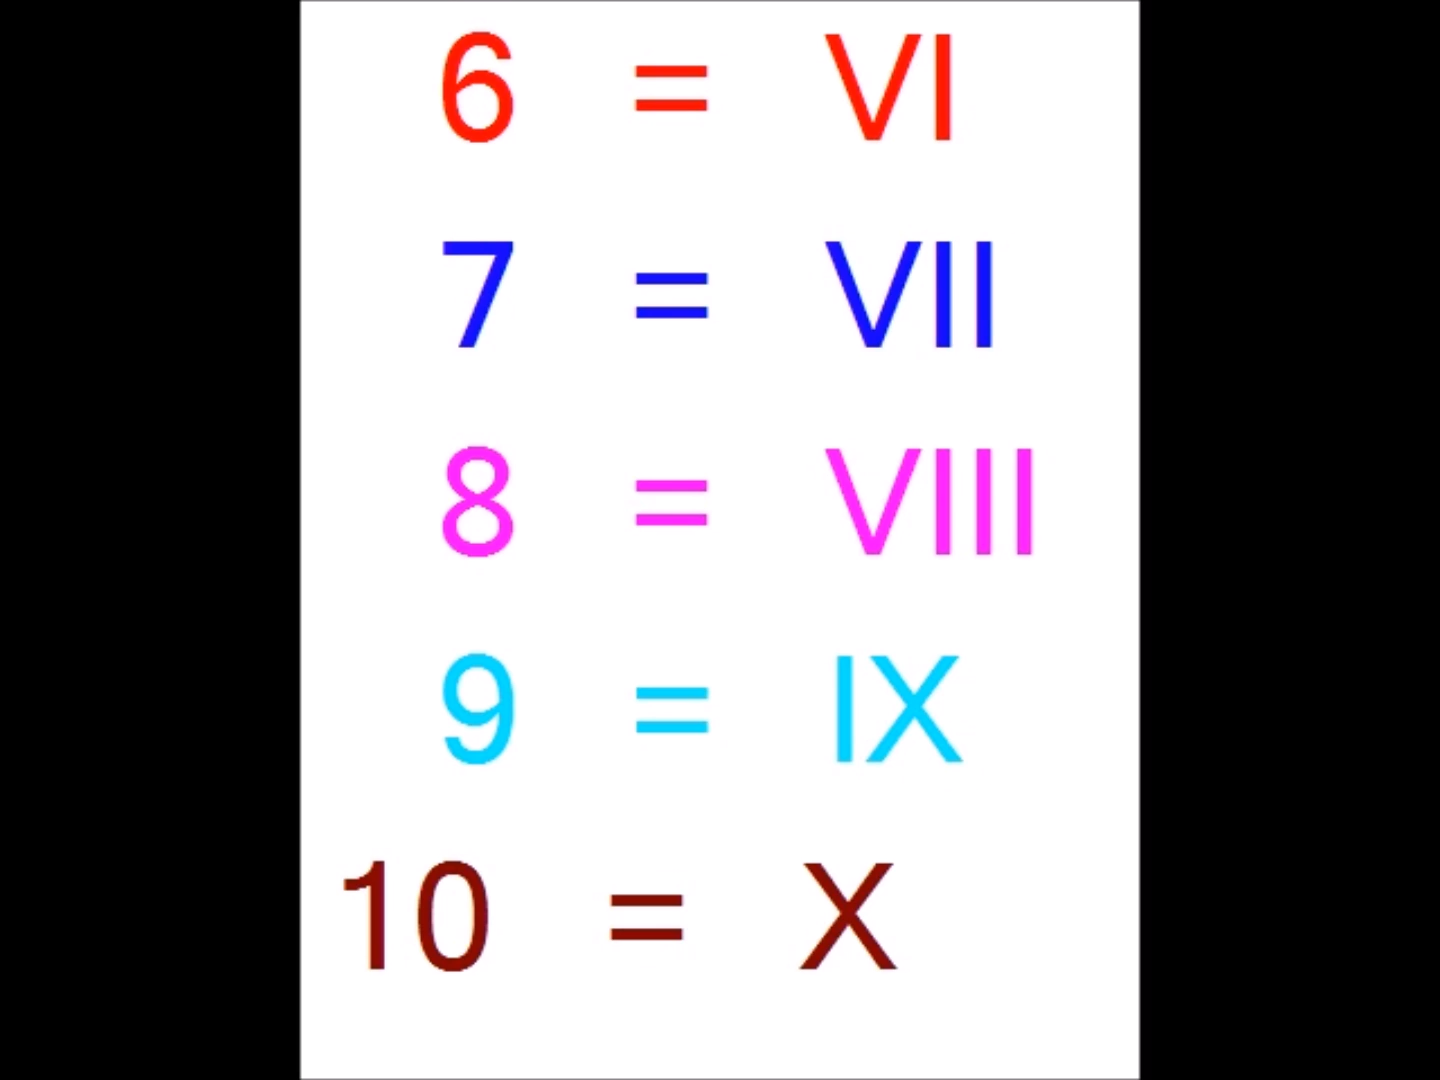 6 = VI
7 = VII
8 = VIII
9 = IX
10 = X